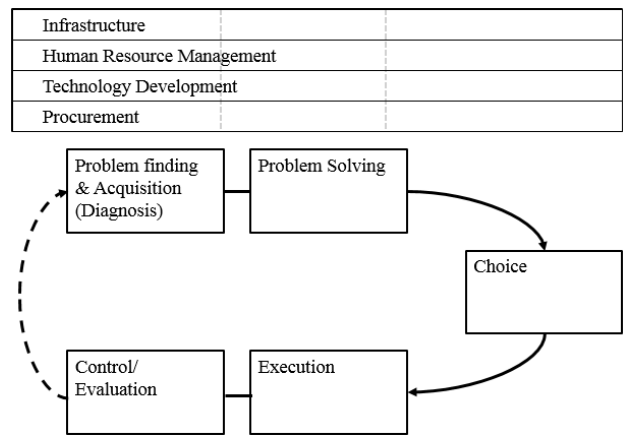 Infrastructure
Human Resource Management
Technology Development
Procurement
Problem finding
& Acquisition
(Diagnosis)
Problem Solving
Choice
Control/
Evaluation
Execution